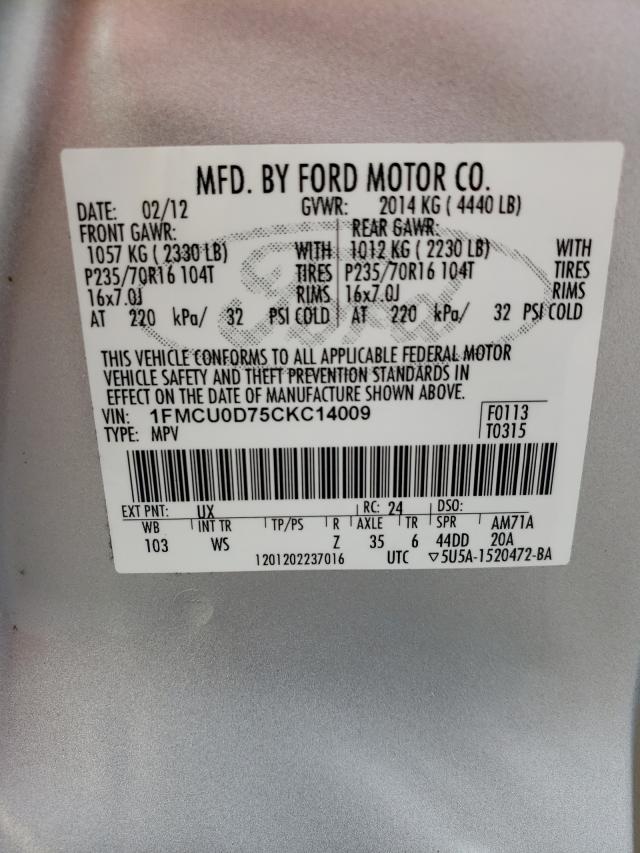 MFD. BY FORD MOTOR CO.
DATE: 02/12 GVWR: 2014 KG ( 4440 LB)
FRONT GAWR: REAR GAWR:
1057 KG ( 2330 LB) WITH 1012 KG ( 2230 LB) WITH
P235/70R16 104T TIRES P235/70R16 104T TIRES
16x7.0J RIMS 16x7.0J RIMS
AT 220 kPa/ 32 PSI COLD AT 220 kPa/ 32 PSI COLD
Ford
THIS VEHICLE CONFORMS TO ALL APPLICABLE FEDERAL MOTOR
VEHICLE SAFETY AND THEFT PREVENTION STANDARDS IN
EFFECT ON THE DATE OF MANUFACTURE SHOWN ABOVE.
VIN: 1FMCU0D75CKC14009 F0113
TYPE: MPV T0315
EXT PNT: UX RC: 24 DSO:
WB INT TR TP/PS R AXLE TR SPR AM71A
103 WS Z 35 6 44DD 20A
1201202237016 UTC ▽5U5A-1520472-BA